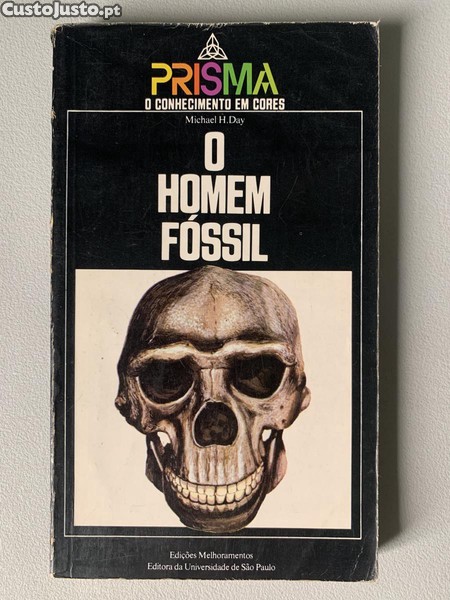 CustoJusto.pt
PRISMA
O CONHECIMENTO EM CORES
Michael H.Day
O
HOMEM
FÓSSIL
Edições Melhoramentos
Editora da Universidade de São Paulo